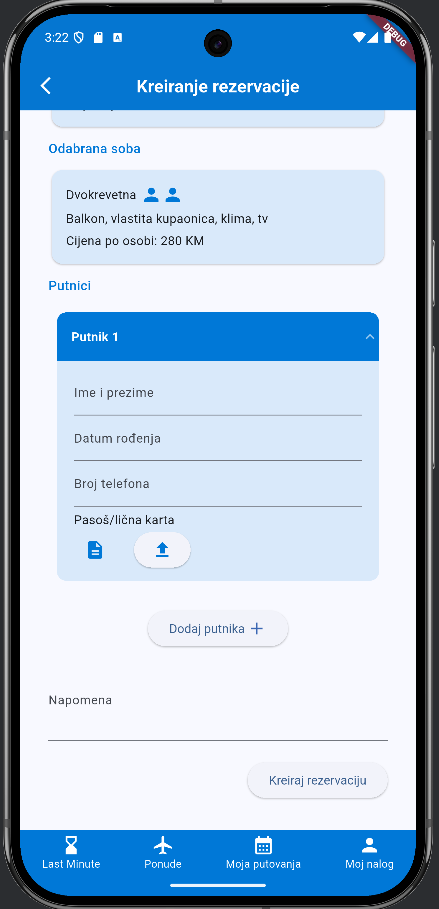 3:22
DEBUG
Kreiranje rezervacije
Odabrana soba
Dvokrevetna
Balkon, vlastita kupaonica, klima, tv
Cijena po osobi: 280 KM
Putnici
Putnik 1
Ime i prezime
Datum rođenja
Broj telefona
Pasoš/lična karta
Dodaj putnika
Napomena
Kreiraj rezervaciju
Last Minute
Ponude
Moja putovanja
Moj nalog